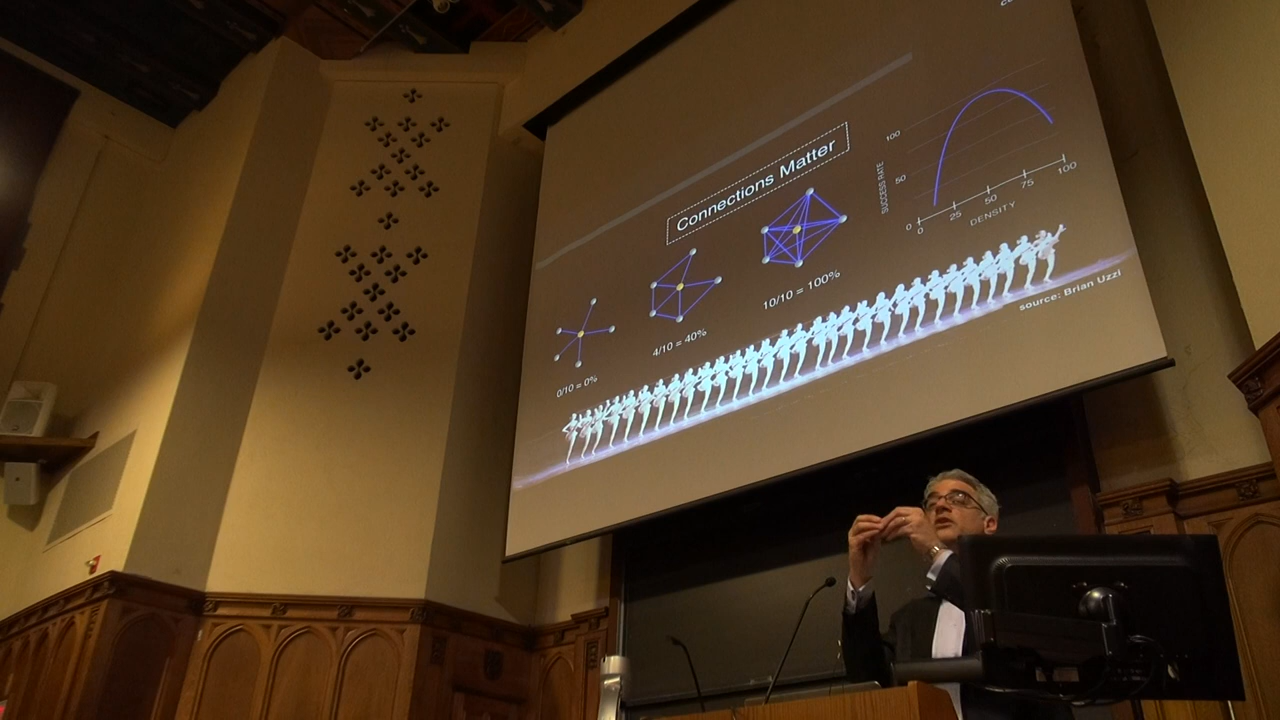 Connections Matter
0/10 = 0%
4/10 = 40%
10/10 = 100%
SUCCESS RATE
100
50
0
0 25 50 75 100
DENSITY
source: Brian Uzzi